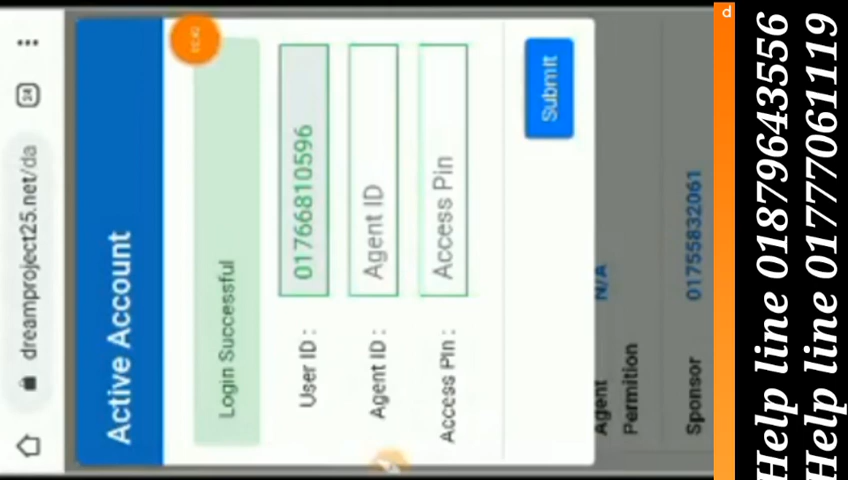 dreamproject25.net/da
24
Active Account
Login Successful
User ID :
01766810596
Agent ID :
Agent ID
Access Pin :
Access Pin
Submit
Agent
Permition
N/A
Sponsor
01755832061
Help line 01879643556
Help line 01777061119